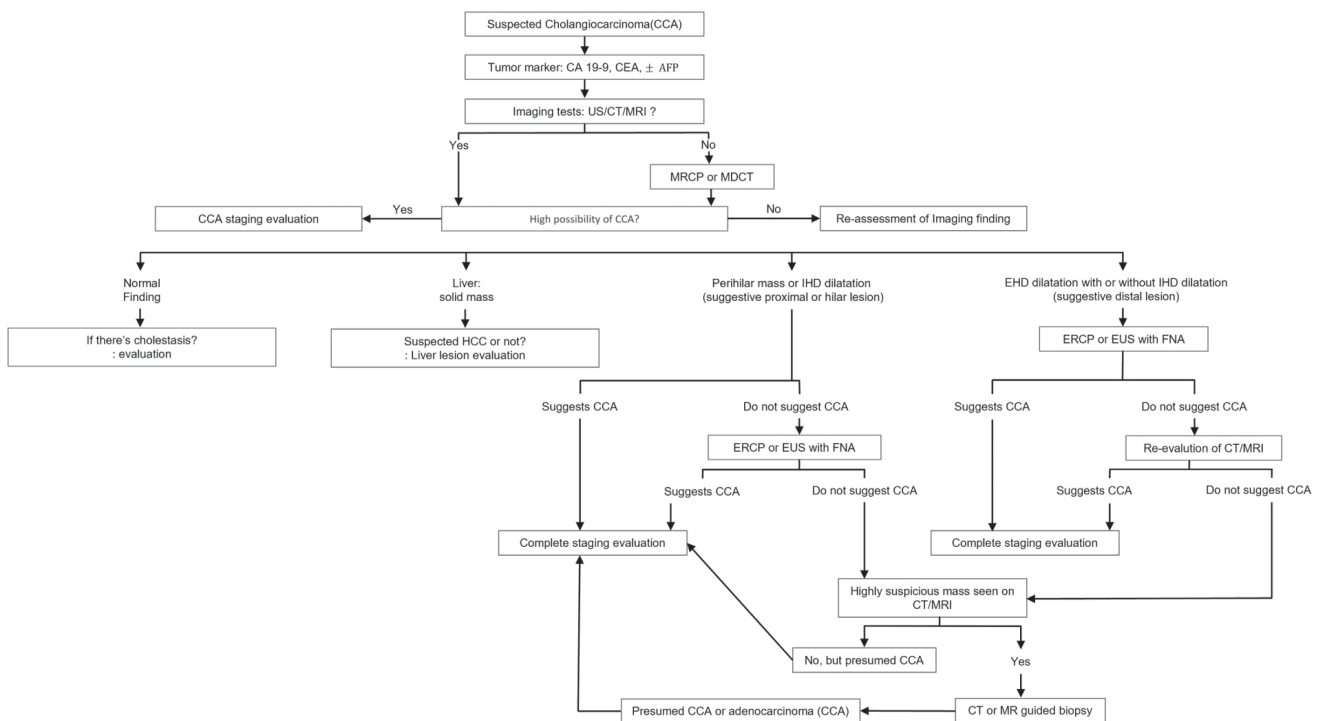 Suspected Cholangiocarcinoma(CCA)
Tumor marker: CA 19-9, CEA, ± AFP
Imaging tests: US/CT/MRI ?
Yes
No
MRCP or MDCT
CCA staging evaluation
Yes
High possibility of CCA?
No
Re-assessment of Imaging finding
Normal
Finding
Liver:
solid mass
Perihilar mass or IHD dilatation
(suggestive proximal or hilar lesion)
EHD dilatation with or without IHD dilatation
(suggestive distal lesion)
If there's cholestasis?
: evaluation
Suspected HCC or not?
: Liver lesion evaluation
ERCP or EUS with FNA
Suggests CCA
Do not suggest CCA
Suggests CCA
Do not suggest CCA
ERCP or EUS with FNA
Re-evalution of CT/MRI
Suggests CCA
Do not suggest CCA
Suggests CCA
Do not suggest CCA
Complete staging evaluation
Complete staging evaluation
Highly suspicious mass seen on
CT/MRI
No, but presumed CCA
Yes
Presumed CCA or adenocarcinoma (CCA)
CT or MR guided biopsy